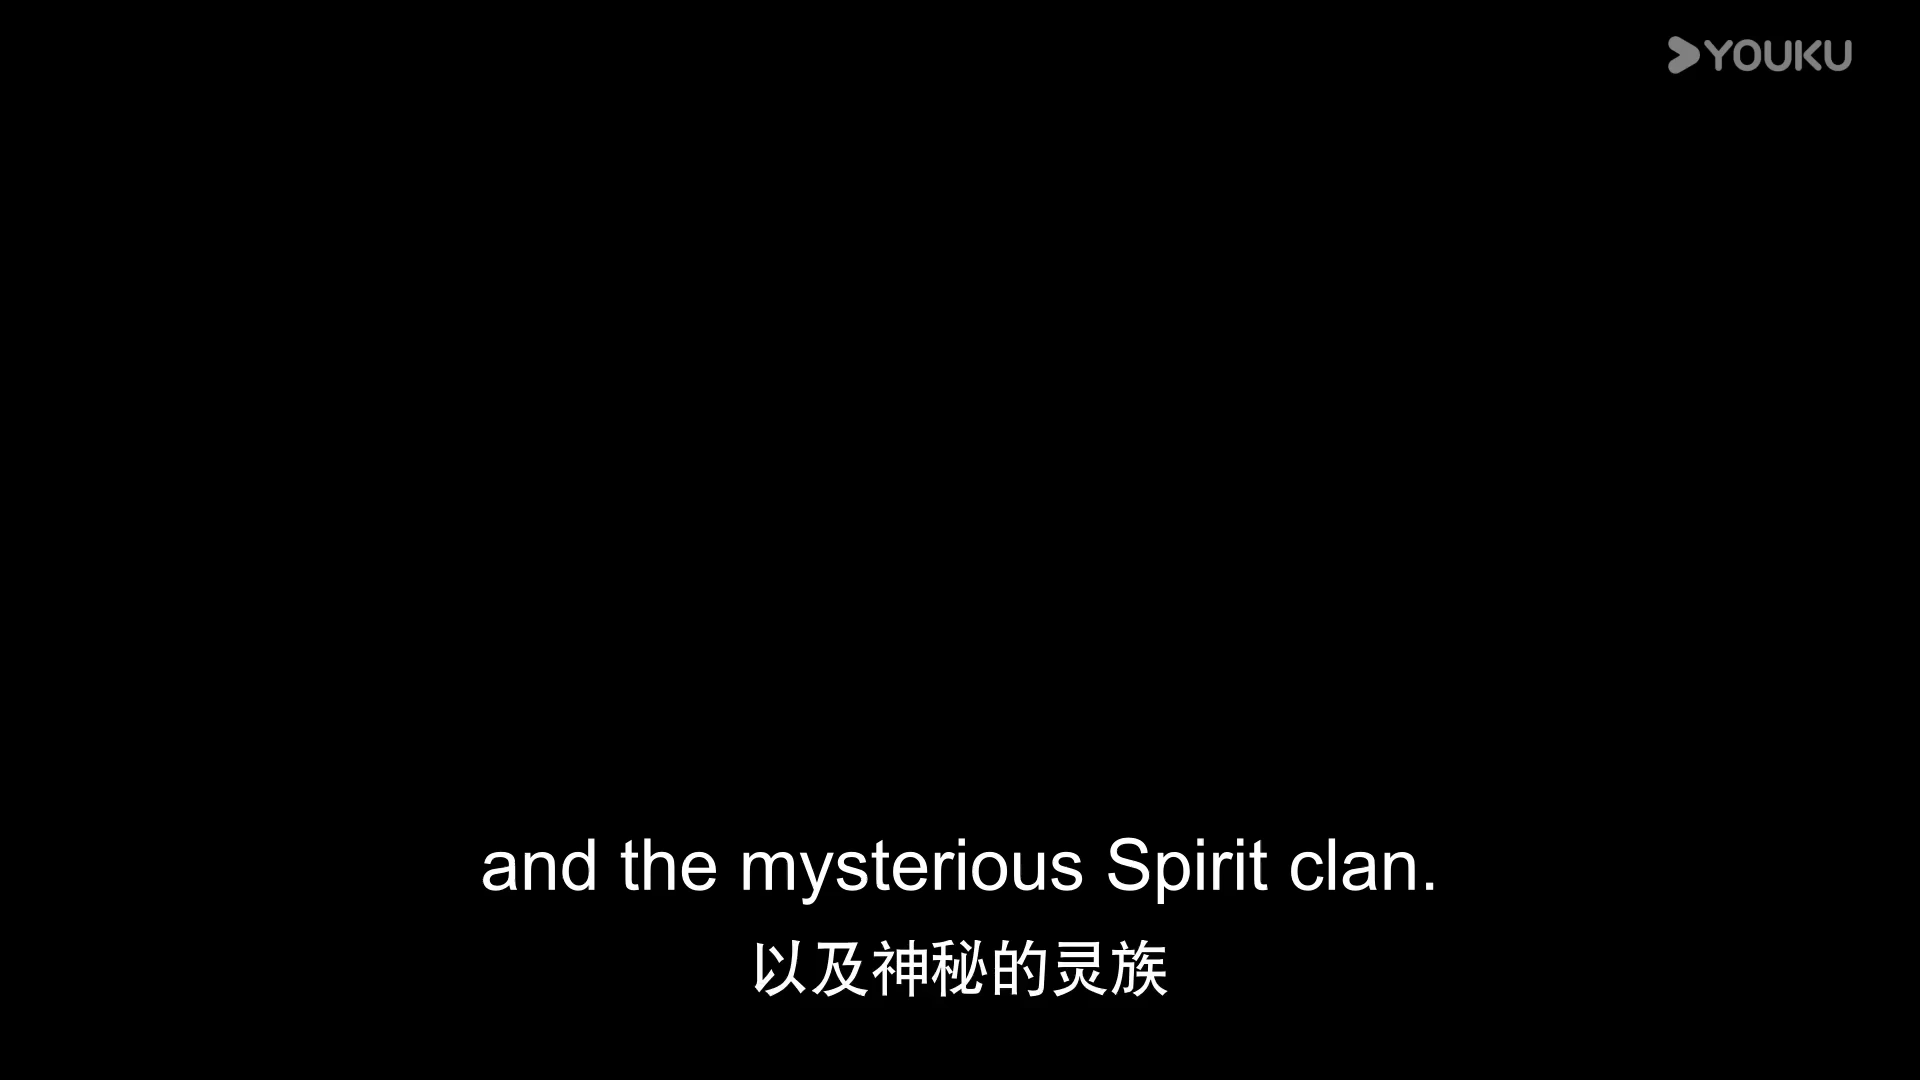 YOUKU
and the mysterious Spirit clan.
以及神秘的灵族